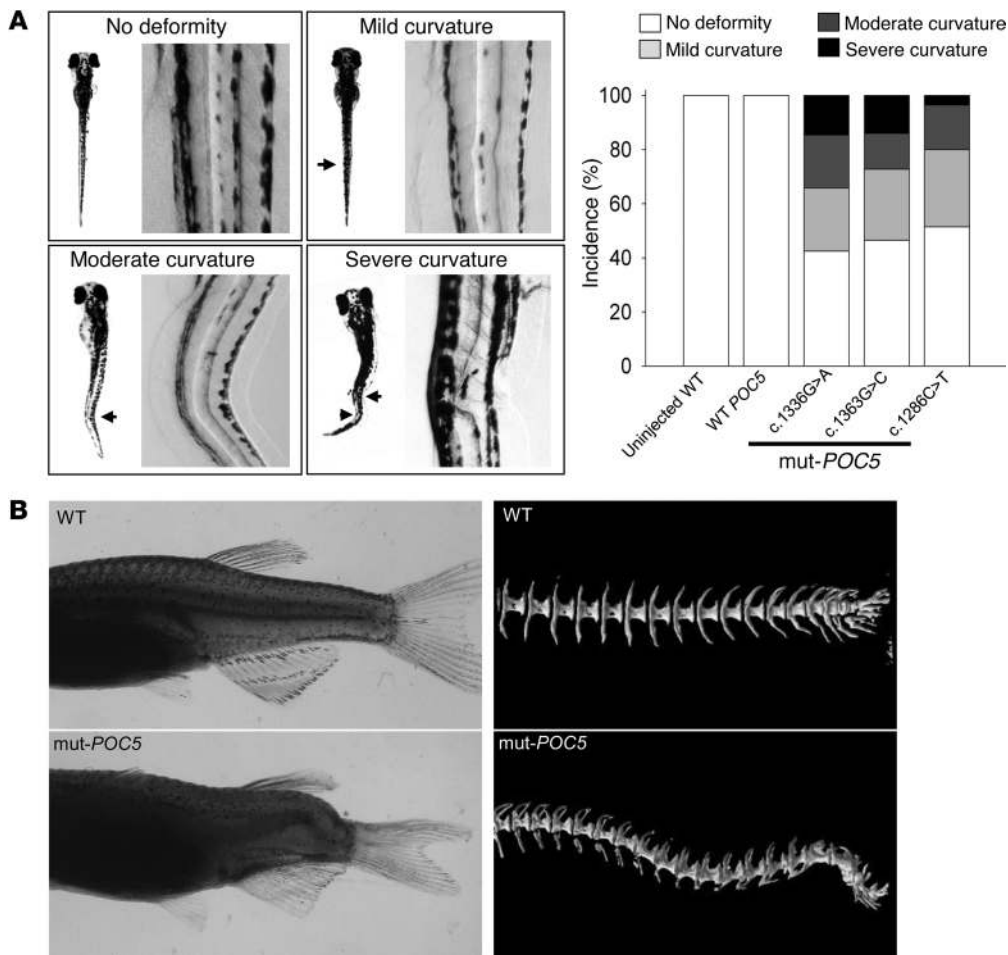 A
No deformity
Mild curvature
Moderate curvature
Severe curvature
No deformity
Mild curvature
Moderate curvature
Severe curvature
Incidence (%)
100
80
60
40
20
0
Uninjected WT
WT POC5
c.1336G>A
c.1363G>C
c.1286C>T
mut-POC5
B
WT
WT
mut-POC5
mut-POC5